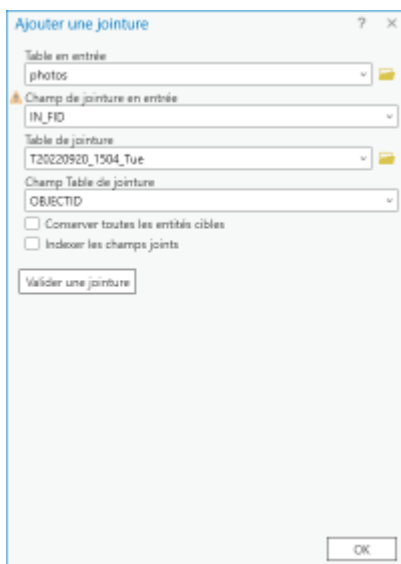 Ajouter une jointure ? ×
Table en entrée
photos
Champ de jointure en entrée
IN_FID
Table de jointure
T20220920_1504_Tue
Champ Table de jointure
OBJECTID
Conserver toutes les entités cibles
Indexer les champs joints
Valider une jointure
OK